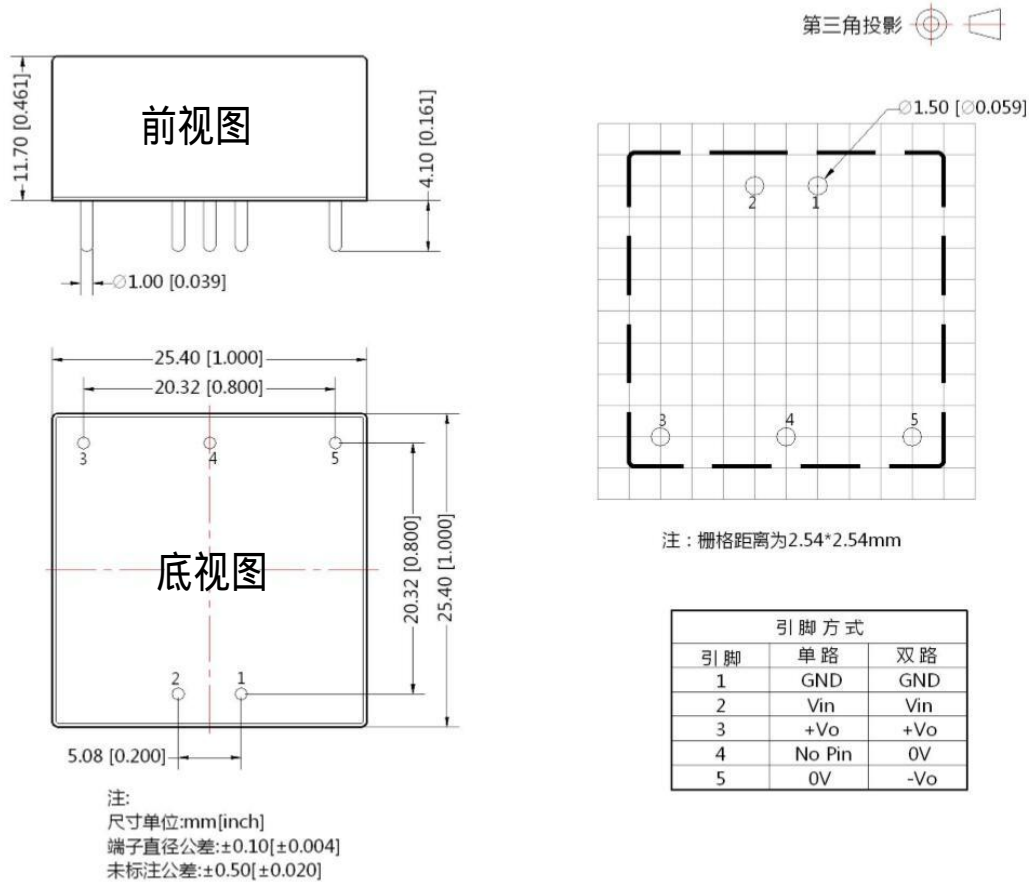 第三角投影
11.70 [0.461]
前视图
4.10 [0.161]
∅1.00 [0.039]
∅1.50 [∅0.059]
2
1
3
4
5
注：栅格距离为2.54*2.54mm
25.40 [1.000]
20.32 [0.800]
3
4
5
底视图
20.32 [0.800]
25.40 [1.000]
2
1
5.08 [0.200]
注:
尺寸单位:mm[inch]
端子直径公差:±0.10[±0.004]
未标注公差:±0.50[±0.020]
引脚方式
引脚 单路 双路
1 GND GND
2 Vin Vin
3 +Vo +Vo
4 No Pin 0V
5 0V -Vo